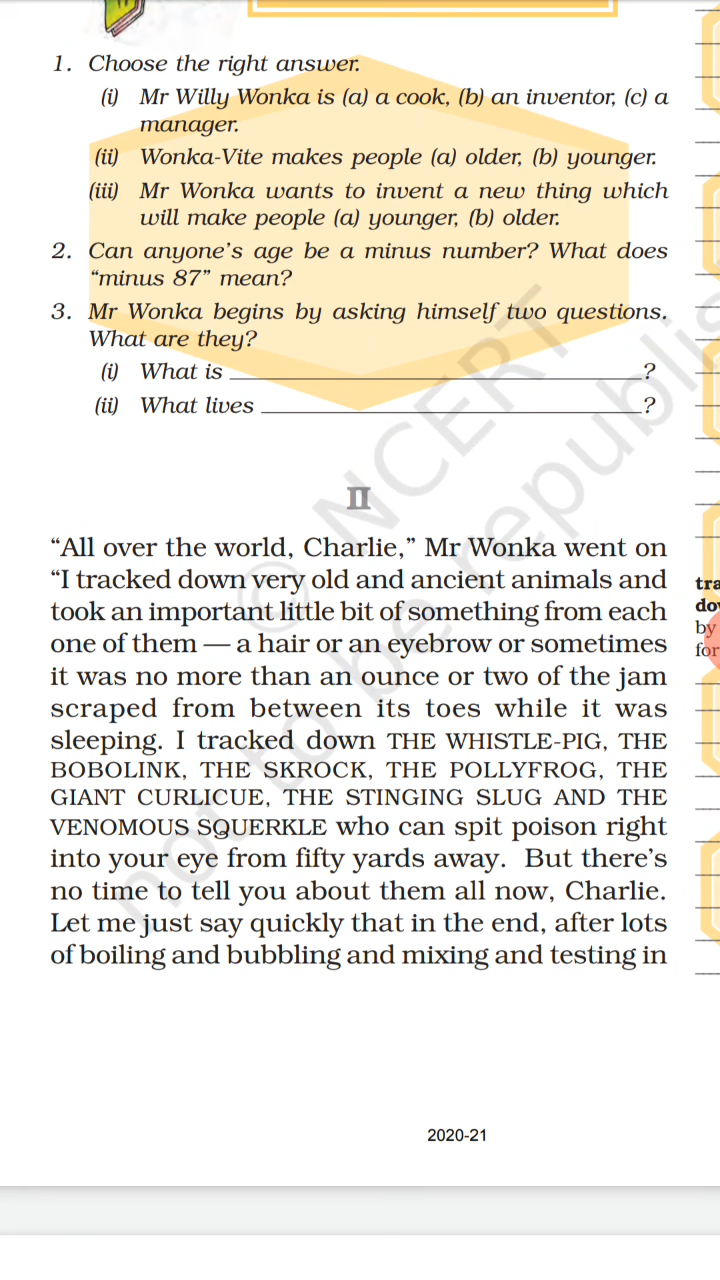 1. Choose the right answer.
(i) Mr Willy Wonka is (a) a cook, (b) an inventor, (c) a
manager.
(ii) Wonka-Vite makes people (a) older, (b) younger.
(iii) Mr Wonka wants to invent a new thing which
will make people (a) younger, (b) older.
2. Can anyone's age be a minus number? What does
“minus 87” mean?
3. Mr Wonka begins by asking himself two questions.
What are they?
(i) What is ______________________________?
(ii) What lives ___________________________?
II
“All over the world, Charlie,” Mr Wonka went on
“I tracked down very old and ancient animals and
took an important little bit of something from each
one of them — a hair or an eyebrow or sometimes
it was no more than an ounce or two of the jam
scraped from between its toes while it was
sleeping. I tracked down THE WHISTLE-PIG, THE
BOBOLINK, THE SKROCK, THE POLLYFROG, THE
GIANT CURLICUE, THE STINGING SLUG AND THE
VENOMOUS SQUERKLE who can spit poison right
into your eye from fifty yards away. But there's
no time to tell you about them all now, Charlie.
Let me just say quickly that in the end, after lots
of boiling and bubbling and mixing and testing in
by
for
© NCERT
not to be
2020-21